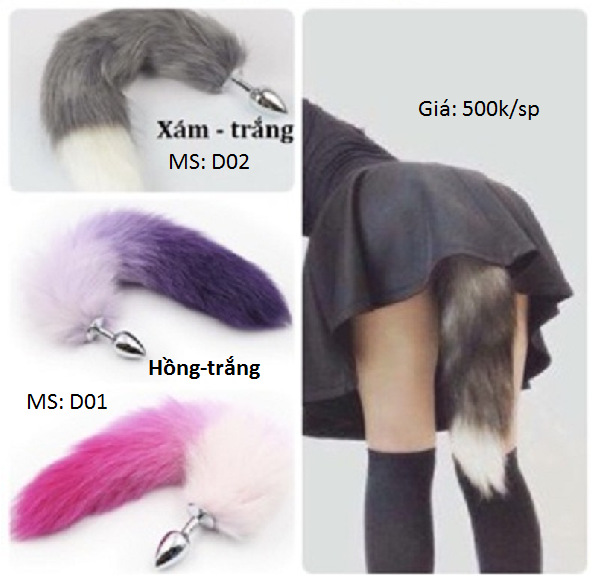 Xám - trắng
MS: D02
Giá: 500k/sp
Hồng-trắng
MS: D01